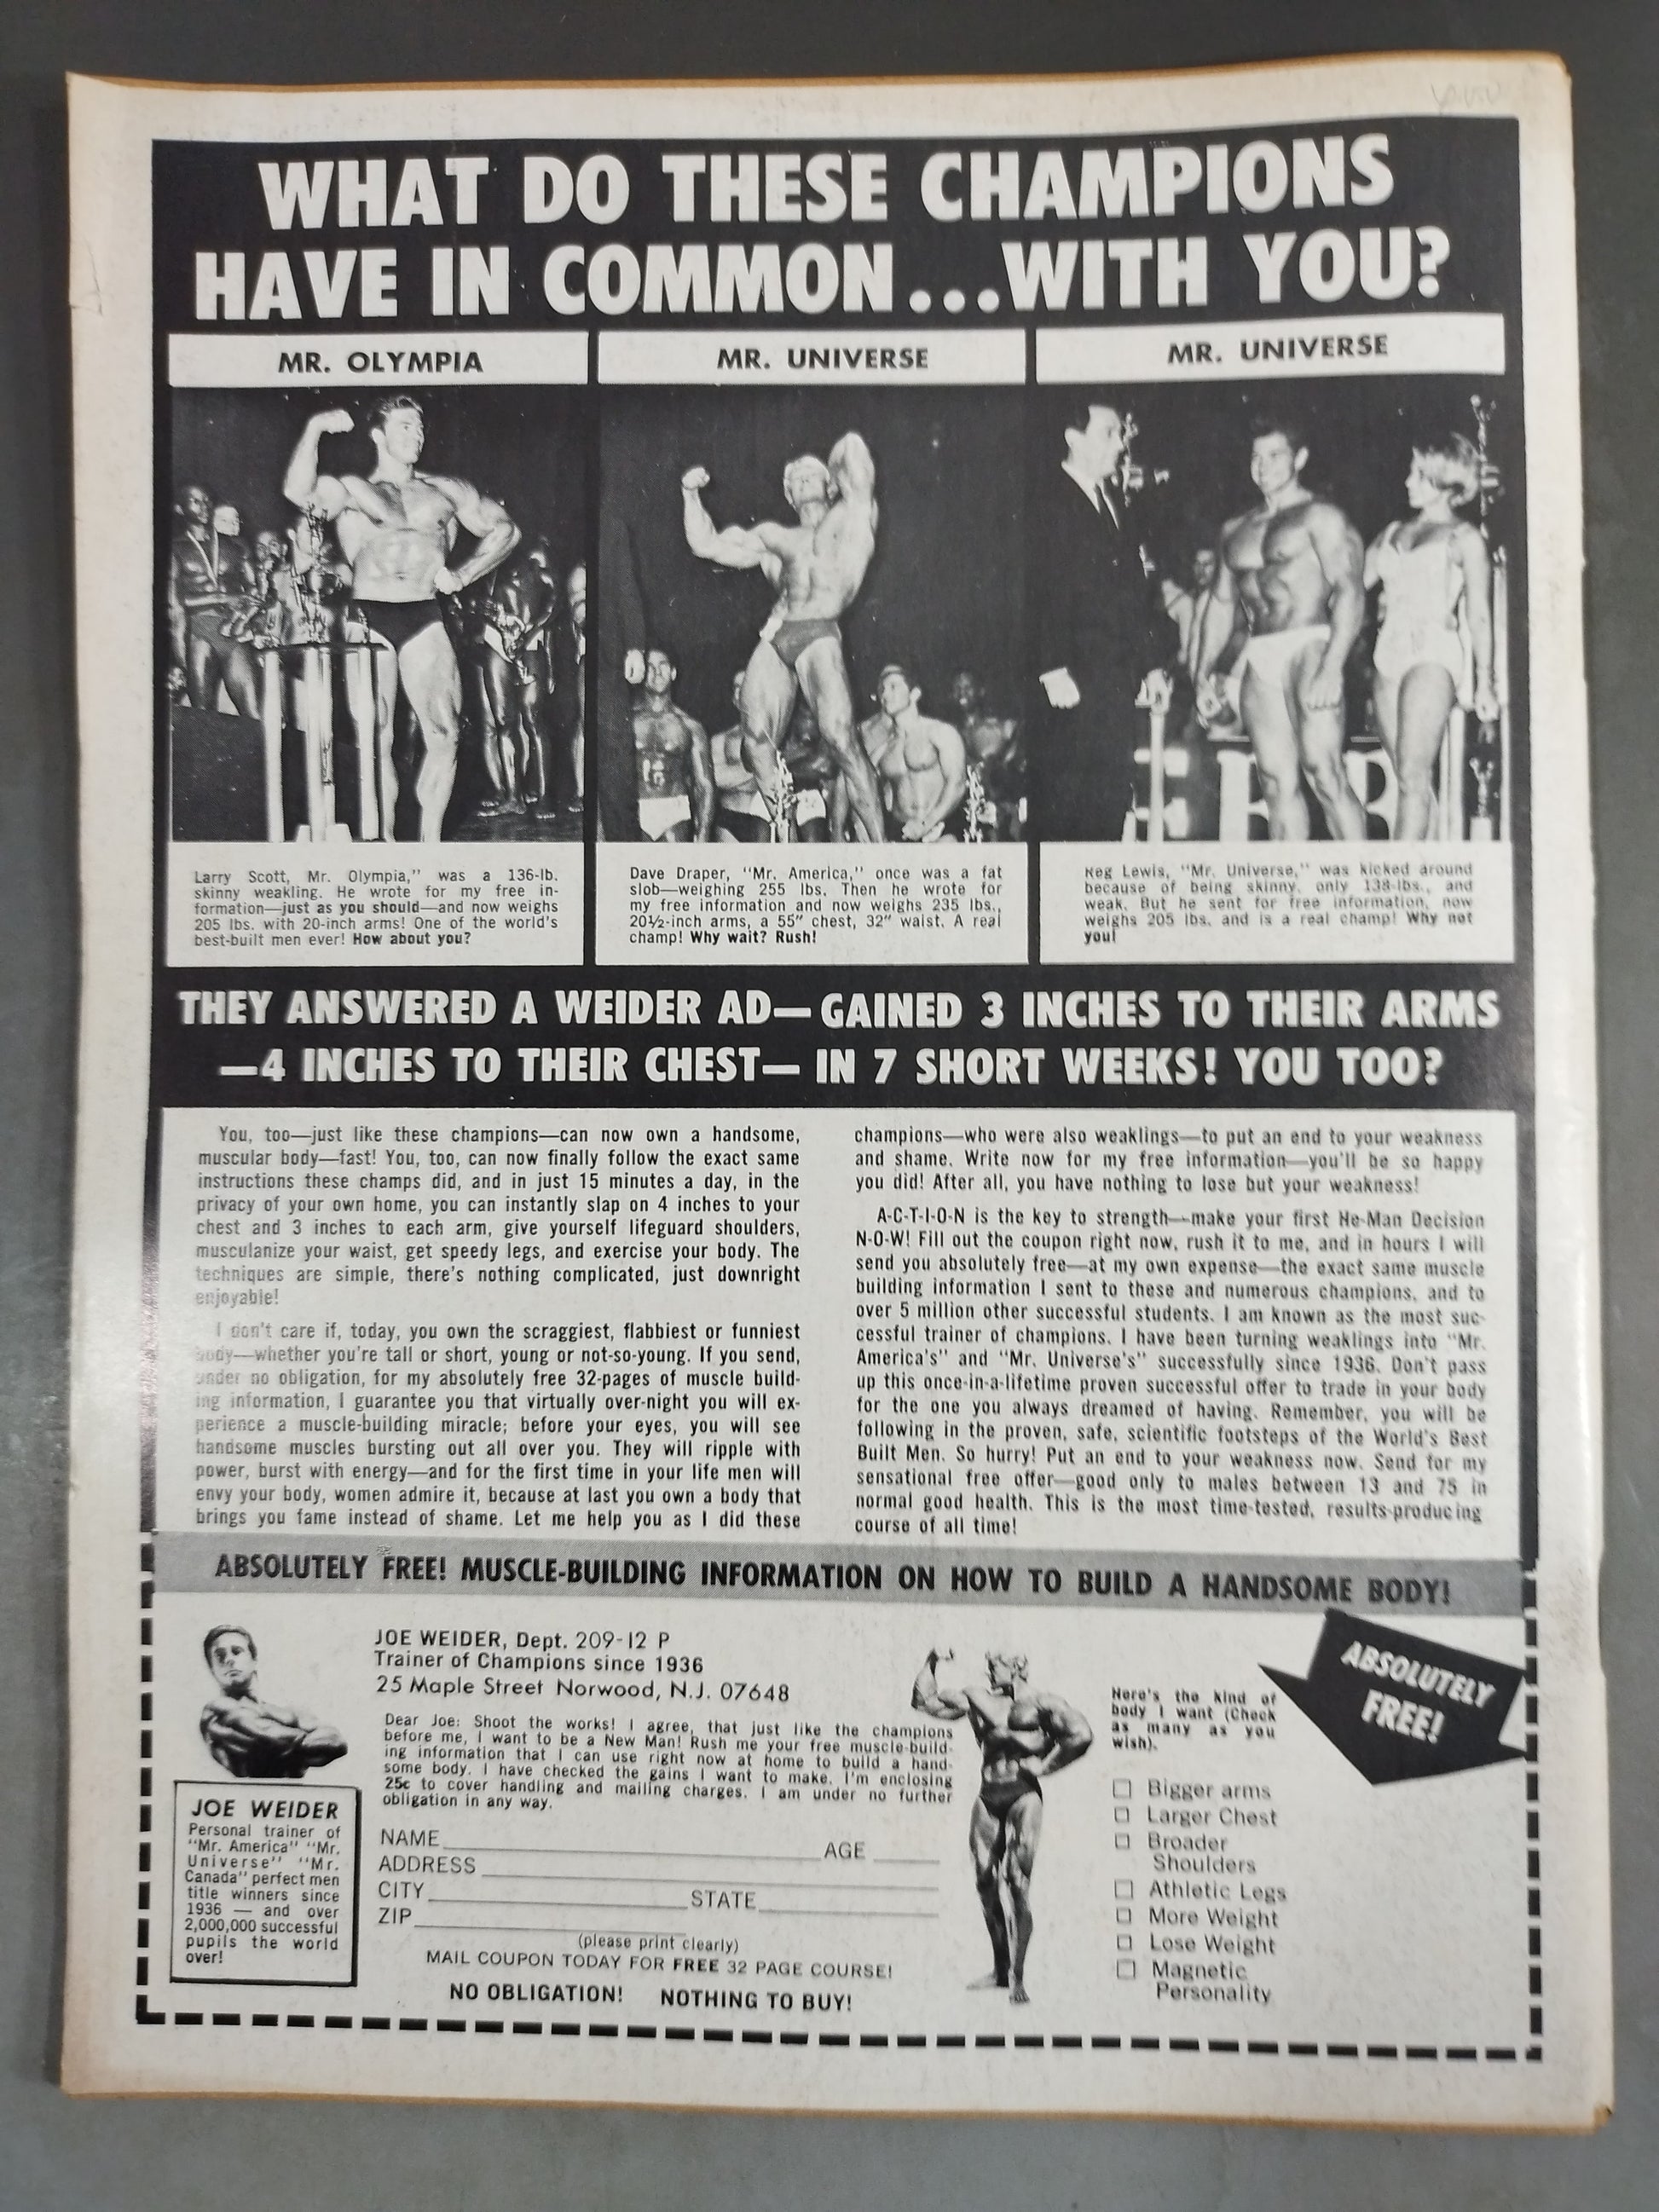 WHAT DO THESE CHAMPIONS
HAVE IN COMMON...WITH YOU?
MR. OLYMPIA
MR. UNIVERSE
MR. UNIVERSE
Larry Scott, Mr. Olympia," was a 136-lb.
skinny weakling. He wrote for my free in-
formation—just as you should—and now weighs
205 lbs. with 20-inch arms! One of the world's
best-built men ever! How about you?
Dave Draper, "Mr. America," once was a fat
slob—weighing 255 lbs. Then he wrote for
my free information and now weighs 235 lbs.,
20½-inch arms, a 55" chest, 32" waist. A real
champ! Why wait? Rush!
Reg Lewis, "Mr. Universe," was kicked around
because of being skinny, only 138-lbs., and
weak. But he sent for free information, now
weighs 205 lbs. and is a real champ! Why not
you!
THEY ANSWERED A WEIDER AD—GAINED 3 INCHES TO THEIR ARMS
—4 INCHES TO THEIR CHEST—IN 7 SHORT WEEKS! YOU TOO?
You, too—just like these champions—can now own a handsome,
muscular body—fast! You, too, can now finally follow the exact same
instructions these champs did, and in just 15 minutes a day, in the
privacy of your own home, you can instantly slap on 4 inches to your
chest and 3 inches to each arm, give yourself lifeguard shoulders,
muscularize your waist, get speedy legs, and exercise your body. The
techniques are simple, there's nothing complicated, just downright
enjoyable!
I don't care if, today, you own the scraggiest, flabbiest or funniest
body—whether you're tall or short, young or not-so-young. If you send,
under no obligation, for my absolutely free 32-pages of muscle build-
ing information, I guarantee you that virtually over-night you will ex-
perience a muscle-building miracle; before your eyes, you will see
handsome muscles bursting out all over you. They will ripple with
power, burst with energy—and for the first time in your life men will
envy your body, women admire it, because at last you own a body that
brings you fame instead of shame. Let me help you as I did these
champions—who were also weaklings—to put an end to your weakness
and shame. Write now for my free information—you'll be so happy
you did! After all, you have nothing to lose but your weakness!
A-C-T-I-O-N is the key to strength—make your first He-Man Decision
N-O-W! Fill out the coupon right now, rush it to me, and in hours I will
send you absolutely free—at my own expense—the exact same muscle
building information I sent to these and numerous champions, and to
over 5 million other successful students. I am known as the most suc-
cessful trainer of champions. I have been turning weaklings into "Mr.
America's" and "Mr. Universe's" successfully since 1936. Don't pass
up this once-in-a-lifetime proven successful offer to trade in your body
for the one you always dreamed of having. Remember, you will be
following in the proven, safe, scientific footsteps of the World's Best
Built Men. So hurry! Put an end to your weakness now. Send for my
sensational free offer—good only to males between 13 and 75 in
normal good health. This is the most time-tested, results-producing
course of all time!
ABSOLUTELY FREE! MUSCLE-BUILDING INFORMATION ON HOW TO BUILD A HANDSOME BODY!
JOE WEIDER
Personal trainer of
"Mr. America" "Mr.
Universe" "Mr.
Canada" perfect men
title winners since
1936 — and over
2,000,000 successful
pupils the world
over!
JOE WEIDER, Dept. 209-12 P
Trainer of Champions since 1936
25 Maple Street Norwood, N.J. 07648
Dear Joe: Shoot the works! I agree, that just like the champions
before me, I want to be a New Man! Rush me your free muscle-build-
ing information that I can use right now at home to build a hand-
some body. I have checked the gains I want to make. I'm enclosing
25c to cover handling and mailing charges. I am under no further
obligation in any way.
NAME AGE
ADDRESS
CITY STATE
ZIP
(please print clearly)
MAIL COUPON TODAY FOR FREE 32 PAGE COURSE!
NO OBLIGATION! NOTHING TO BUY!
Here's the kind of
body I want (Check
as many as you
wish).
Bigger arms
Larger Chest
Broader
Shoulders
Athletic Legs
More Weight
Lose Weight
Magnetic
Personality
ABSOLUTELY
FREE!